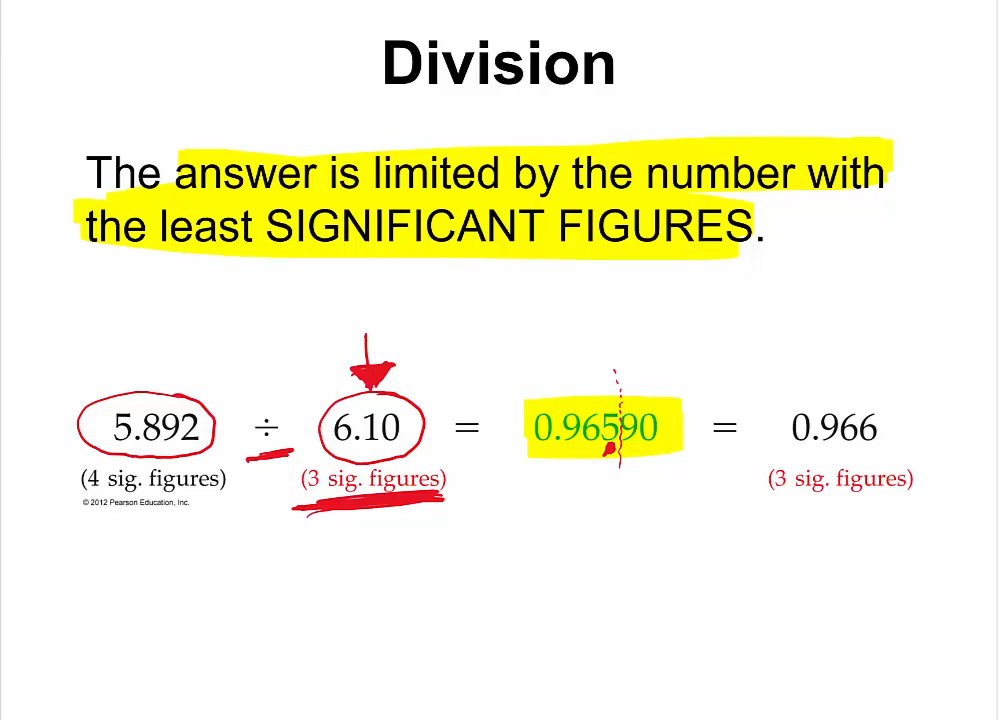 Division
The answer is limited by the number with
the least SIGNIFICANT FIGURES.
5.892 ÷ 6.10 = 0.96590 = 0.966
(4 sig. figures) (3 sig. figures) (3 sig. figures)
© 2012 Pearson Education, Inc.